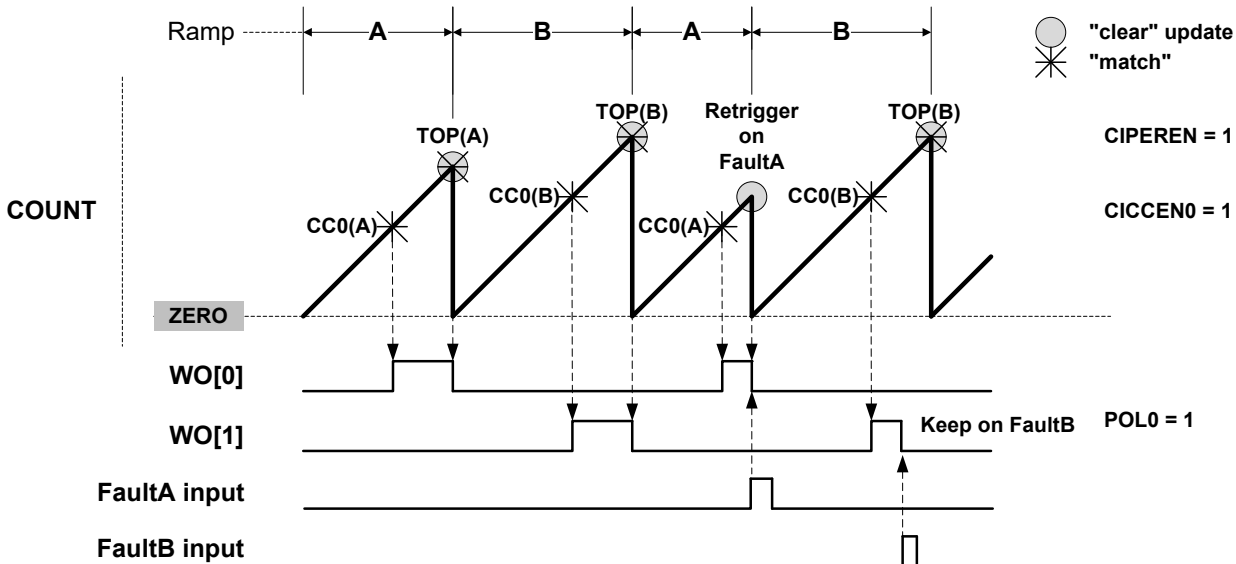 Ramp
A
B
A
B
"clear" update
"match"
TOP(A)
TOP(B)
Retrigger
on
FaultA
TOP(B)
CIPEREN = 1
COUNT
CC0(A)
CC0(B)
CC0(A)
CC0(B)
CICCEN0 = 1
ZERO
WO[0]
WO[1]
Keep on FaultB
POL0 = 1
FaultA input
FaultB input